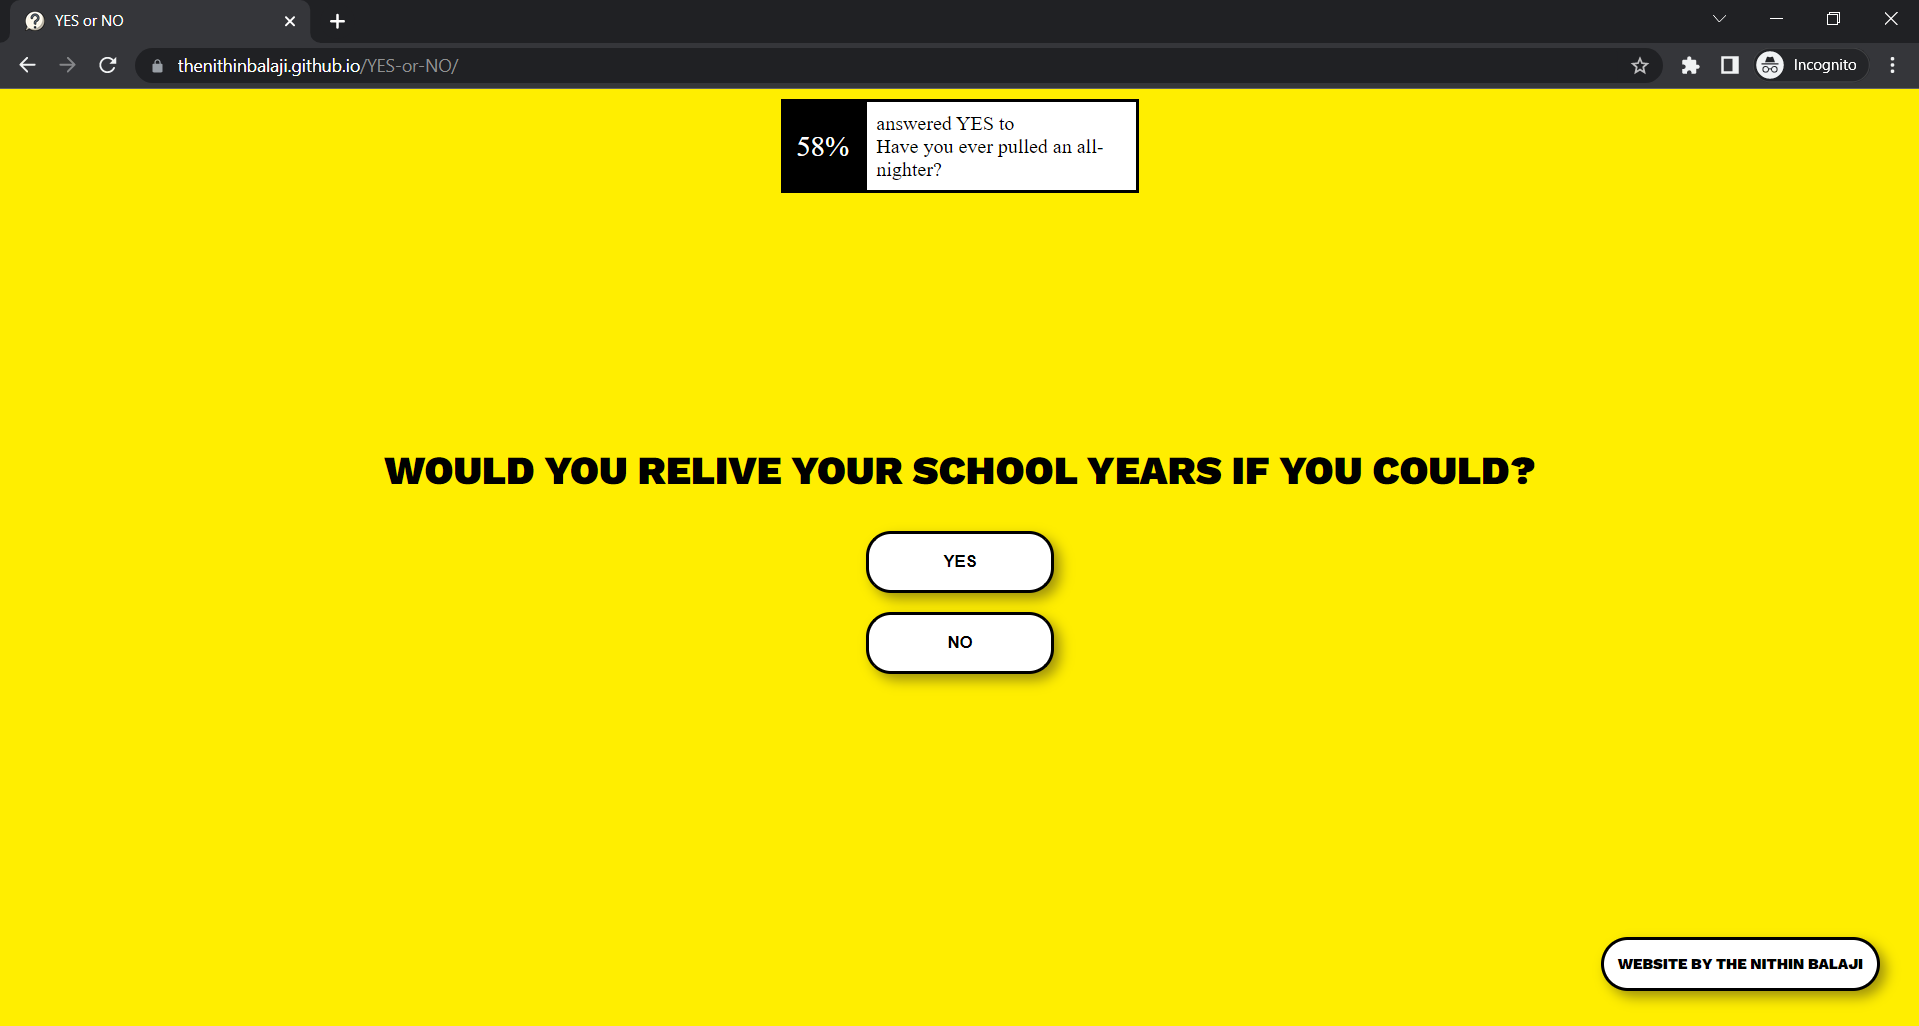 YES or NO
thenithinbalaji.github.io/YES-or-NO/
Incognito
58%
answered YES to
Have you ever pulled an all-
nighter?
WOULD YOU RELIVE YOUR SCHOOL YEARS IF YOU COULD?
YES
NO
WEBSITE BY THE NITHIN BALAJI